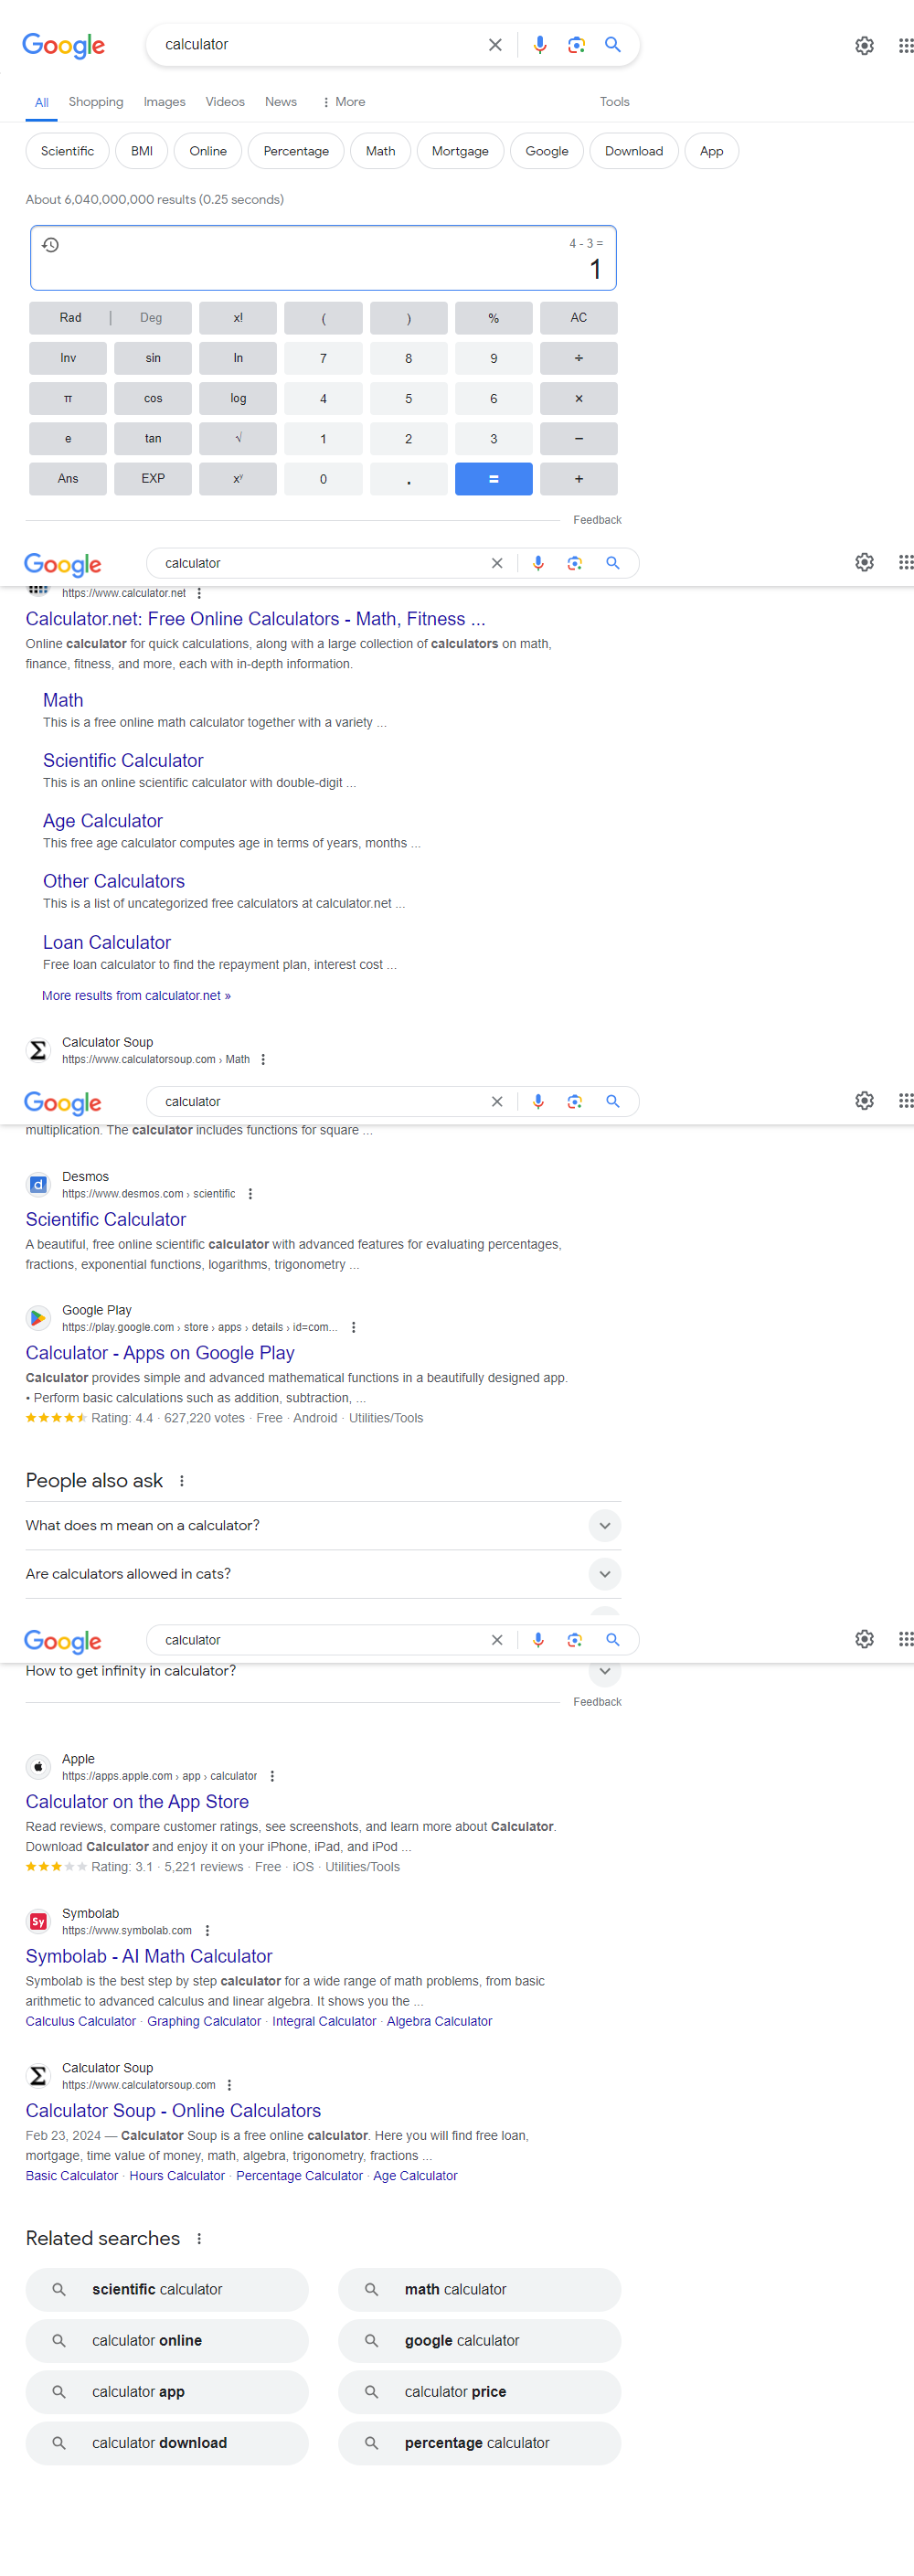 Google
calculator
All Shopping Images Videos News More Tools
Scientific BMI Online Percentage Math Mortgage Google Download App
About 6,040,000,000 results (0.25 seconds)
4 - 3 =
1
Rad | Deg x! ( ) % AC
Inv sin ln 7 8 9 ÷
π cos log 4 5 6 ×
e tan √ 1 2 3 −
Ans EXP xʸ 0 . = +
Feedback
Google
calculator
https://www.calculator.net
Calculator.net: Free Online Calculators - Math, Fitness ...
Online calculator for quick calculations, along with a large collection of calculators on math,
finance, fitness, and more, each with in-depth information.
Math
This is a free online math calculator together with a variety ...
Scientific Calculator
This is an online scientific calculator with double-digit ...
Age Calculator
This free age calculator computes age in terms of years, months ...
Other Calculators
This is a list of uncategorized free calculators at calculator.net ...
Loan Calculator
Free loan calculator to find the repayment plan, interest cost ...
More results from calculator.net »
Σ
Calculator Soup
https://www.calculatorsoup.com › Math
Google
calculator
multiplication. The calculator includes functions for square ...
d
Desmos
https://www.desmos.com › scientific
Scientific Calculator
A beautiful, free online scientific calculator with advanced features for evaluating percentages,
fractions, exponential functions, logarithms, trigonometry ...
Google Play
https://play.google.com › store › apps › details › id=com...
Calculator - Apps on Google Play
Calculator provides simple and advanced mathematical functions in a beautifully designed app.
• Perform basic calculations such as addition, subtraction, ...
Rating: 4.4 · 627,220 votes · Free · Android · Utilities/Tools
People also ask
What does m mean on a calculator?
Are calculators allowed in cats?
Google
calculator
How to get infinity in calculator?
Feedback
Apple
https://apps.apple.com › app › calculator
Calculator on the App Store
Read reviews, compare customer ratings, see screenshots, and learn more about Calculator.
Download Calculator and enjoy it on your iPhone, iPad, and iPod ...
Rating: 3.1 · 5,221 reviews · Free · iOS · Utilities/Tools
Sy
Symbolab
https://www.symbolab.com
Symbolab - AI Math Calculator
Symbolab is the best step by step calculator for a wide range of math problems, from basic
arithmetic to advanced calculus and linear algebra. It shows you the ...
Calculus Calculator · Graphing Calculator · Integral Calculator · Algebra Calculator
Σ
Calculator Soup
https://www.calculatorsoup.com
Calculator Soup - Online Calculators
Feb 23, 2024 — Calculator Soup is a free online calculator. Here you will find free loan,
mortgage, time value of money, math, algebra, trigonometry, fractions ...
Basic Calculator · Hours Calculator · Percentage Calculator · Age Calculator
Related searches
scientific calculator
math calculator
calculator online
google calculator
calculator app
calculator price
calculator download
percentage calculator